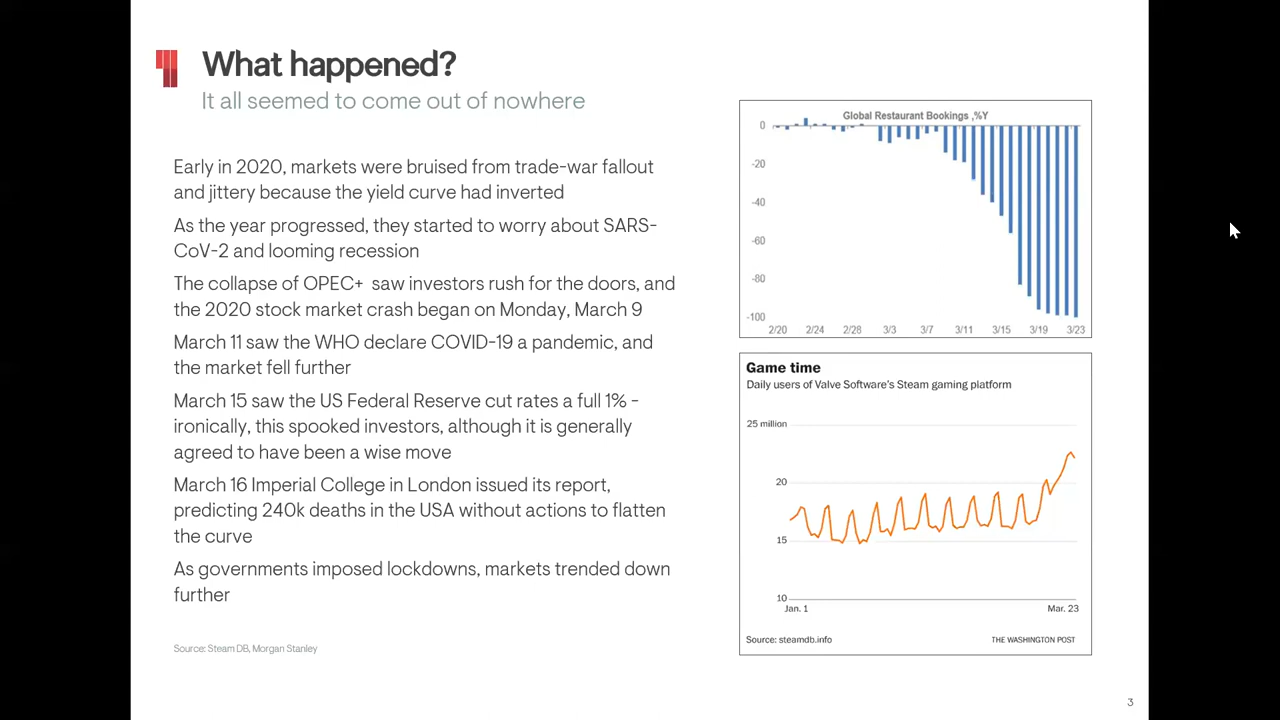 What happened?
It all seemed to come out of nowhere
Early in 2020, markets were bruised from trade-war fallout
and jittery because the yield curve had inverted
As the year progressed, they started to worry about SARS-
CoV-2 and looming recession
The collapse of OPEC+ saw investors rush for the doors, and
the 2020 stock market crash began on Monday, March 9
March 11 saw the WHO declare COVID-19 a pandemic, and
the market fell further
March 15 saw the US Federal Reserve cut rates a full 1% -
ironically, this spooked investors, although it is generally
agreed to have been a wise move
March 16 Imperial College in London issued its report,
predicting 240k deaths in the USA without actions to flatten
the curve
As governments imposed lockdowns, markets trended down
further
Source: Steam DB, Morgan Stanley
Global Restaurant Bookings ,%Y
0
-20
-40
-60
-80
-100
2/20 2/24 2/28 3/3 3/7 3/11 3/15 3/19 3/23
Game time
Daily users of Valve Software's Steam gaming platform
25 million
20
15
10
Jan. 1 Mar. 23
Source: steamdb.info THE WASHINGTON POST
3